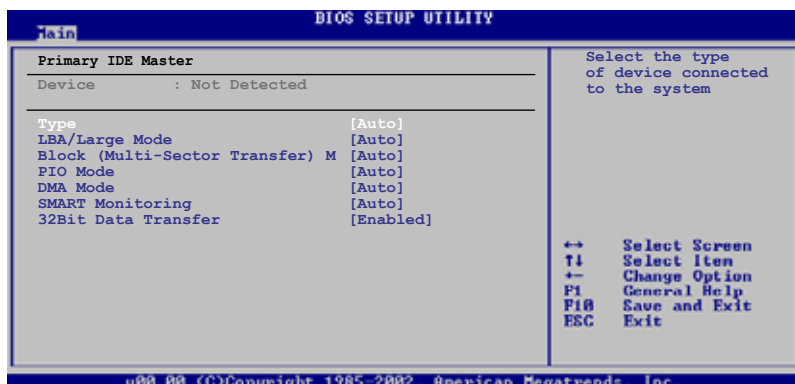 BIOS SETUP UTILITY
Main
Primary IDE Master
Device : Not Detected
Type [Auto]
LBA/Large Mode [Auto]
Block (Multi-Sector Transfer) M [Auto]
PIO Mode [Auto]
DMA Mode [Auto]
SMART Monitoring [Auto]
32Bit Data Transfer [Enabled]
Select the type
of device connected
to the system
↔ Select Screen
↑↓ Select Item
+- Change Option
F1 General Help
F10 Save and Exit
ESC Exit
v00.00 (C)Copyright 1985-2002, American Megatrends, Inc.